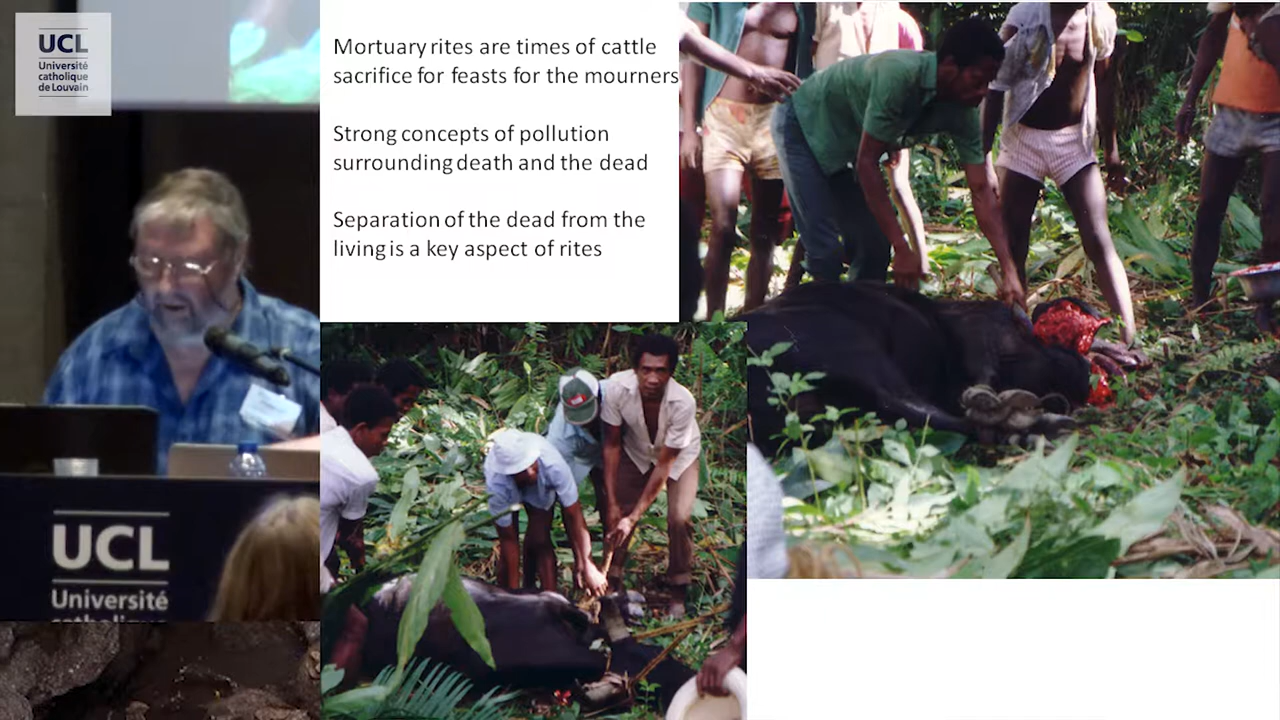 UCL
Université
catholique
de Louvain
Mortuary rites are times of cattle
sacrifice for feasts for the mourners
Strong concepts of pollution
surrounding death and the dead
Separation of the dead from the
living is a key aspect of rites
UCL
Université
catholique